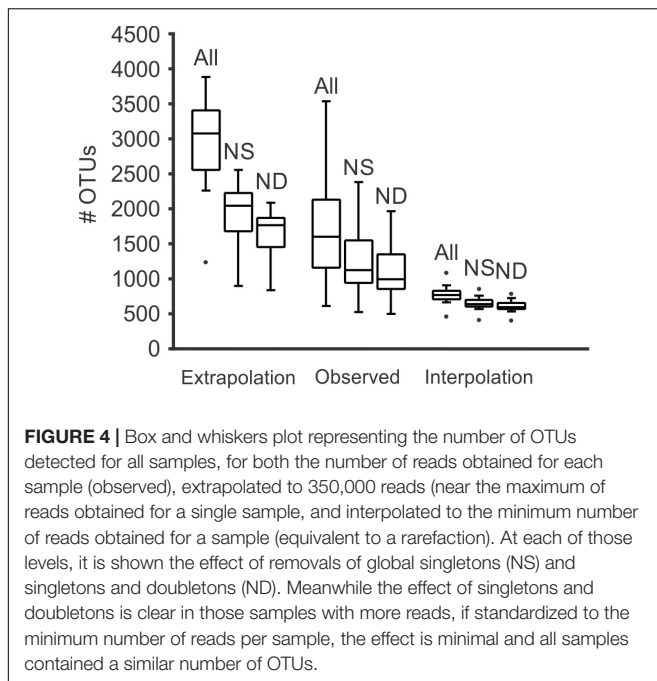 4500
4000
3500
3000
2500
2000
1500
1000
500
0
# OTUs
All
NS
ND
All
NS
ND
All
NS
ND
Extrapolation
Observed
Interpolation
FIGURE 4 | Box and whiskers plot representing the number of OTUs
detected for all samples, for both the number of reads obtained for each
sample (observed), extrapolated to 350,000 reads (near the maximum of
reads obtained for a single sample, and interpolated to the minimum number
of reads obtained for a sample (equivalent to a rarefaction). At each of those
levels, it is shown the effect of removals of global singletons (NS) and
singletons and doubletons (ND). Meanwhile the effect of singletons and
doubletons is clear in those samples with more reads, if standardized to the
minimum number of reads per sample, the effect is minimal and all samples
contained a similar number of OTUs.